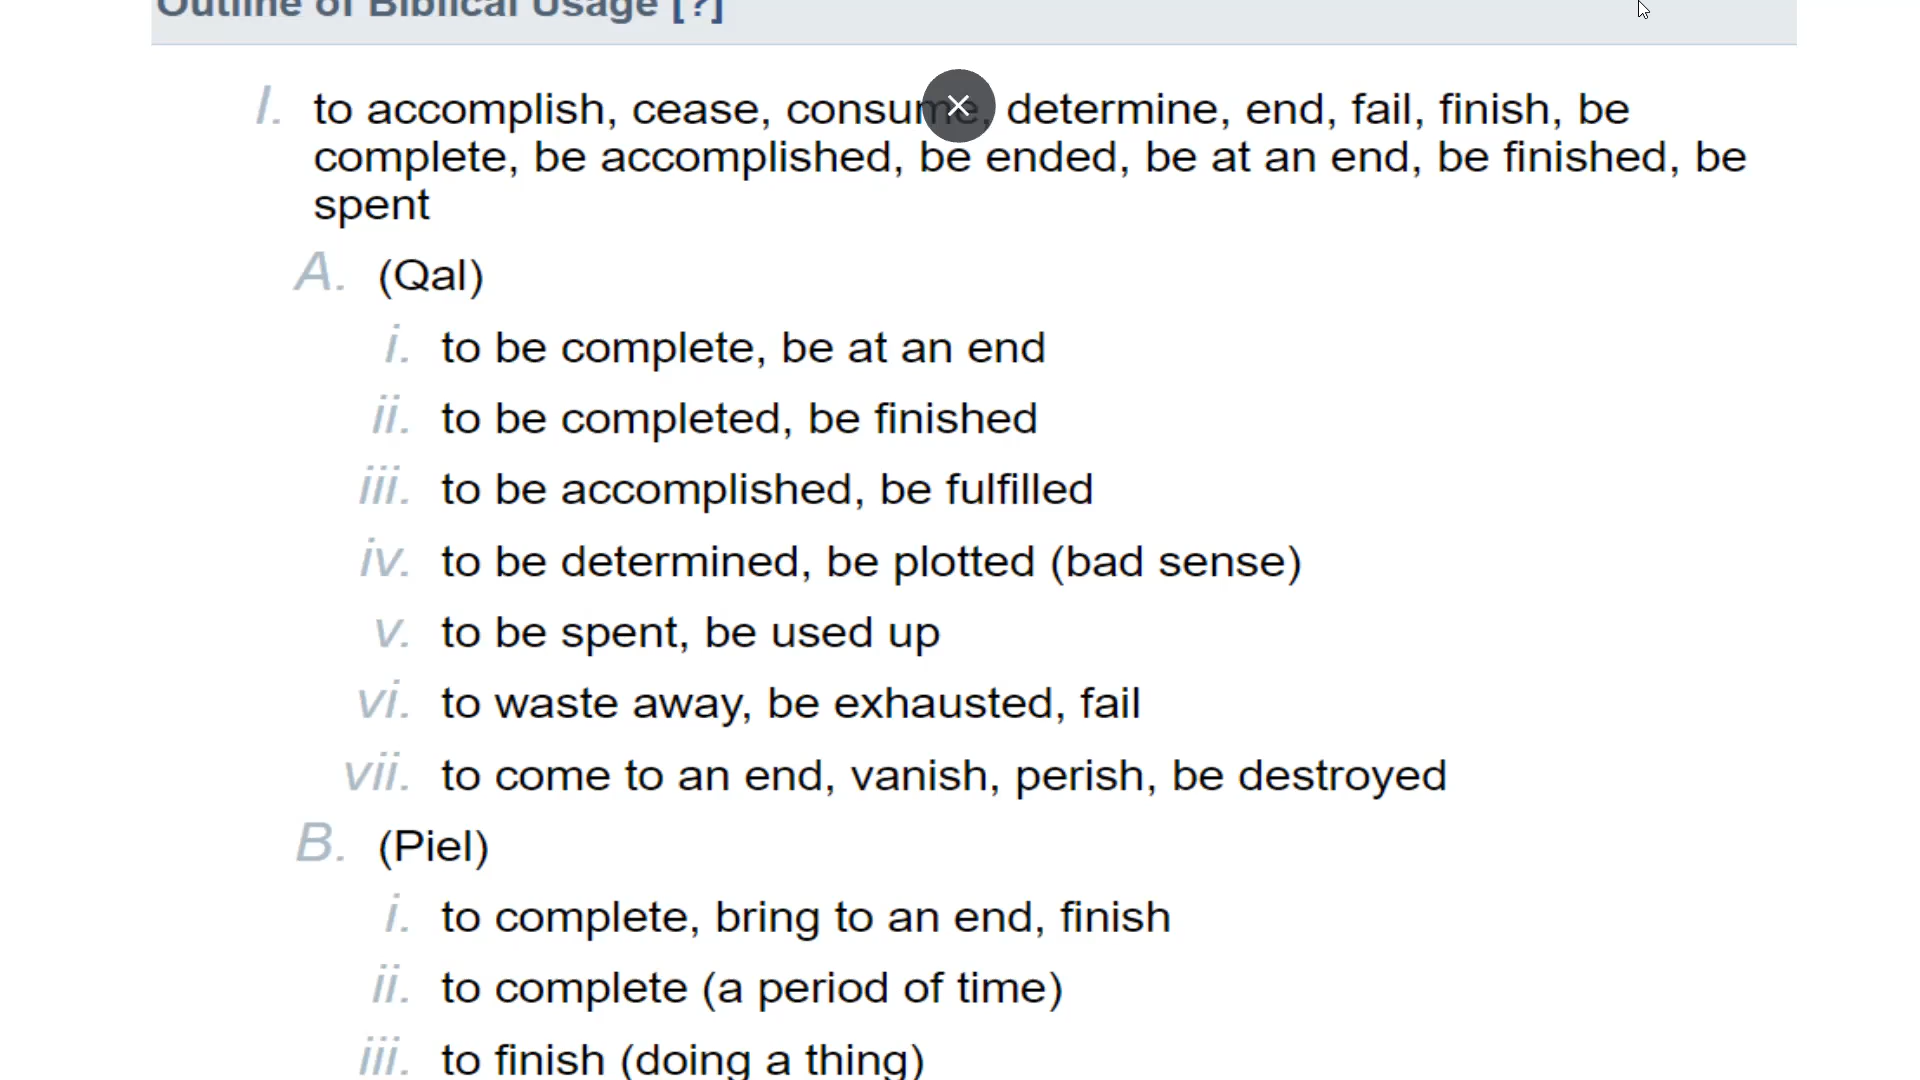 Outline of Biblical Usage [?]
I. to accomplish, cease, consume, determine, end, fail, finish, be
complete, be accomplished, be ended, be at an end, be finished, be
spent
A. (Qal)
i. to be complete, be at an end
ii. to be completed, be finished
iii. to be accomplished, be fulfilled
iv. to be determined, be plotted (bad sense)
v. to be spent, be used up
vi. to waste away, be exhausted, fail
vii. to come to an end, vanish, perish, be destroyed
B. (Piel)
i. to complete, bring to an end, finish
ii. to complete (a period of time)
iii. to finish (doing a thing)